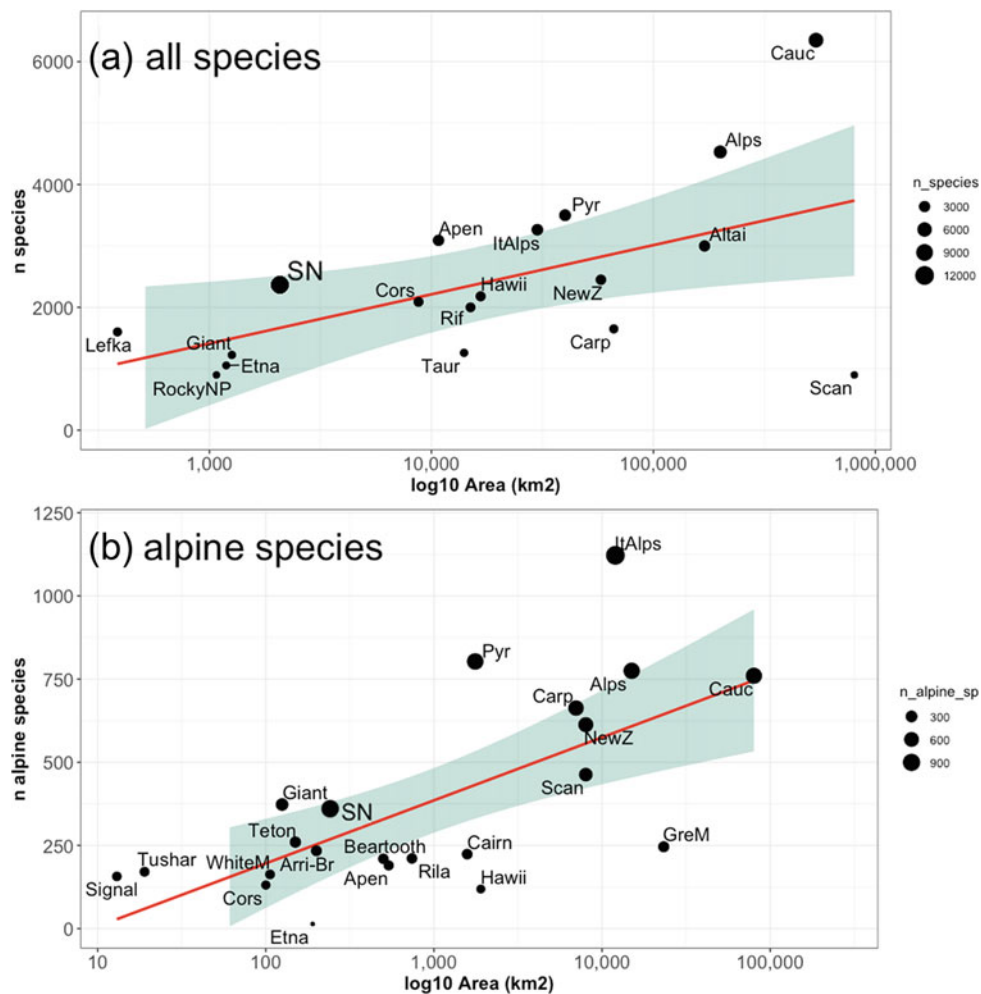 (a) all species
6000
4000
2000
0
n species
Cauc
Alps
Pyr
Apen
ItAlps
Altai
SN
Hawii
Cors
NewZ
Rif
Lefka
Giant
Carp
Etna
Taur
RockyNP
Scan
1,000
10,000
100,000
1,000,000
log10 Area (km2)
n_species
3000
6000
9000
12000
(b) alpine species
1250
1000
750
500
250
0
n alpine species
ItAlps
Pyr
Alps
Cauc
Carp
NewZ
Scan
Giant
SN
Teton
Beartooth
Cairn
GreM
Tushar
WhiteM
Arri-Br
Signal
Apen
Rila
Hawii
Cors
Etna
10
100
1,000
10,000
100,000
log10 Area (km2)
n_alpine_sp
300
600
900